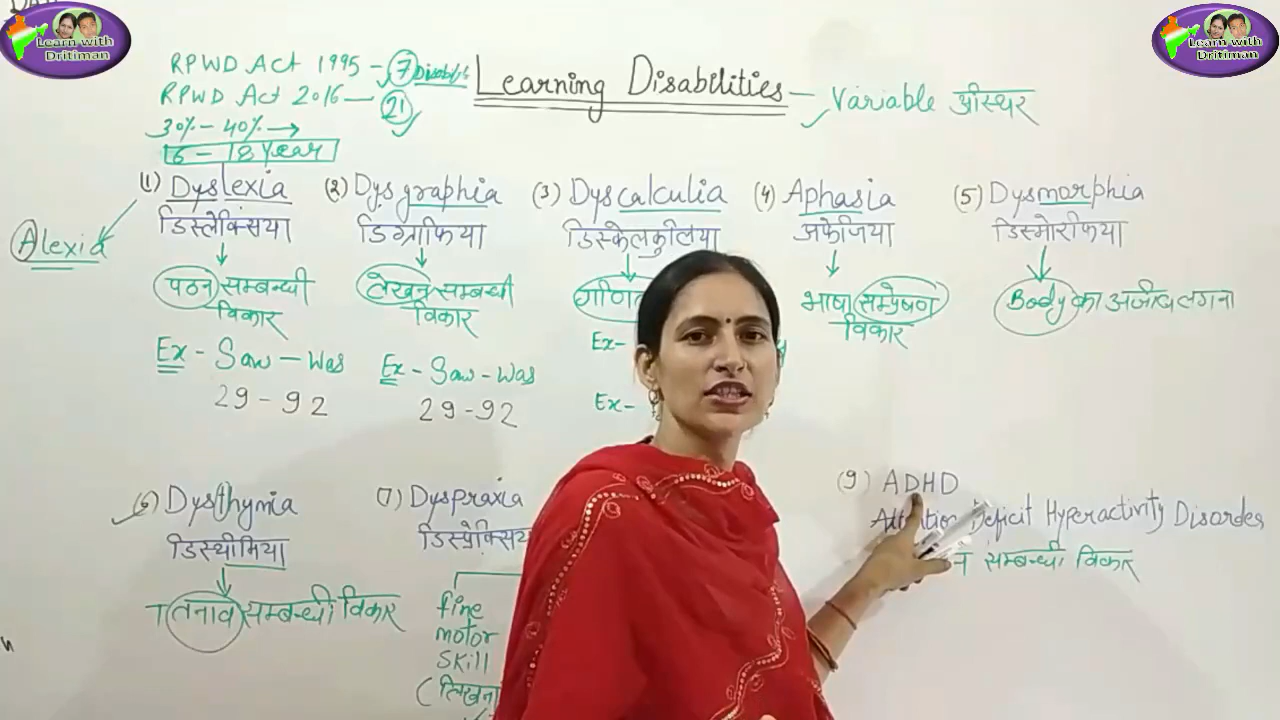 Learn with
Dritiman
Learn with
Dritiman
RPWD Act 1995 - 7 Disabili
RPWD Act 2016 - 21
30% - 40% →
6 - 18 year
Learning Disabilities - Variable अस्थिर
(1) Dyslexia
डिस्लेक्सिया
Alexia
पठन सम्बन्धी
विकार
Ex - Saw - Was
29 - 92
(2) Dysgraphia
डिग्राफिया
लेखन सम्बन्धी
विकार
Ex - Saw - Was
29 - 92
(3) Dyscalculia
डिस्केलकुलिया
Ex-
Ex-
(4) Aphasia
अफेजिया
भाषा सम्प्रेषण
विकार
(5) Dysmorphia
डिस्मोरफिया
Body का अजीब लगना
(6) Dysthymia
डिस्थीमिया
तनाव सम्बन्धी विकार
(7) Dyspraxia
fine
motor
skill
(लिखना
(9) ADHD
Deficit Hyperactivity Disorder
सम्बन्धी विकार